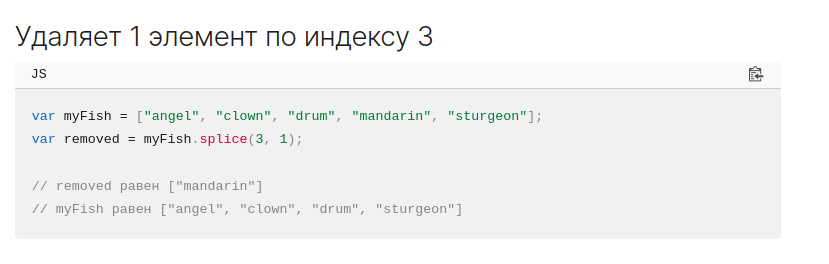 Удаляет 1 элемент по индексу 3
JS
var myFish = ["angel", "clown", "drum", "mandarin", "sturgeon"];
var removed = myFish.splice(3, 1);
// removed равен ["mandarin"]
// myFish равен ["angel", "clown", "drum", "sturgeon"]